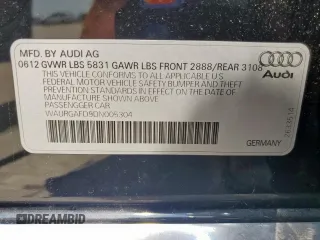 MFD. BY AUDI AG
0612 GVWR LBS 5831 GAWR LBS FRONT 2888/REAR 3108
THIS VEHICLE CONFORMS TO ALL APPLICABLE U.S.
FEDERAL MOTOR VEHICLE SAFETY BUMPER AND THEFT
PREVENTION STANDARDS IN EFFECT ON THE DATE OF
MANUFACTURE SHOWN ABOVE.
PASSENGER CAR
WAURGAFD9DN005304
Audi
GERMANY
DREAMBID